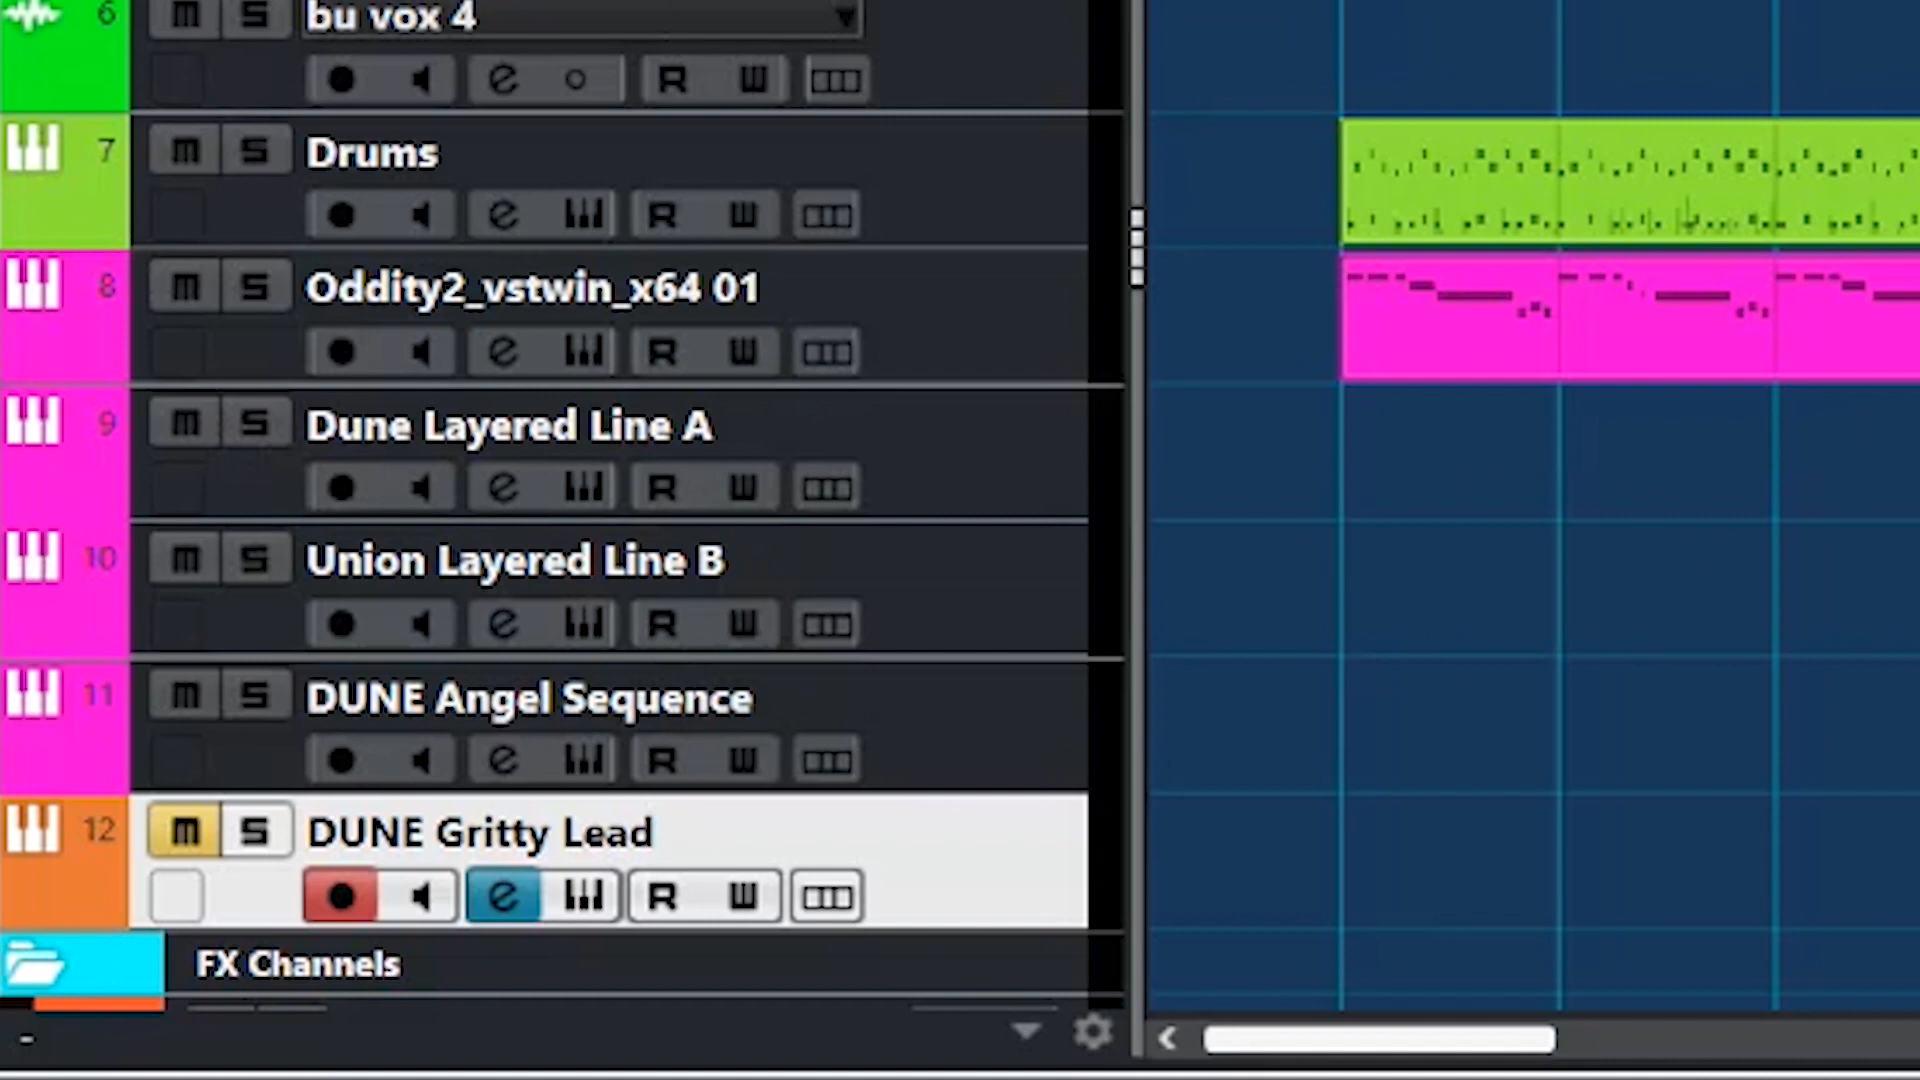 6 m S bu vox 4
e R W
7 m S Drums
e R W
8 m S Oddity2_vstwin_x64 01
e R W
9 m S Dune Layered Line A
e R W
10 m S Union Layered Line B
e R W
11 m S DUNE Angel Sequence
e R W
12 m S DUNE Gritty Lead
e R W
FX Channels